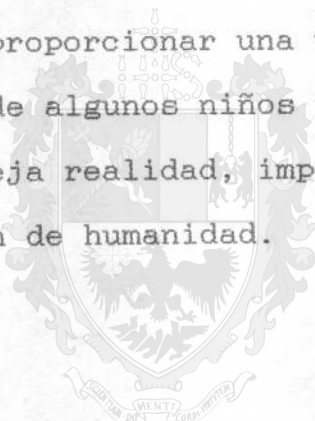 proporcionar una
de algunos niños
eja realidad, imp
de humanidad.